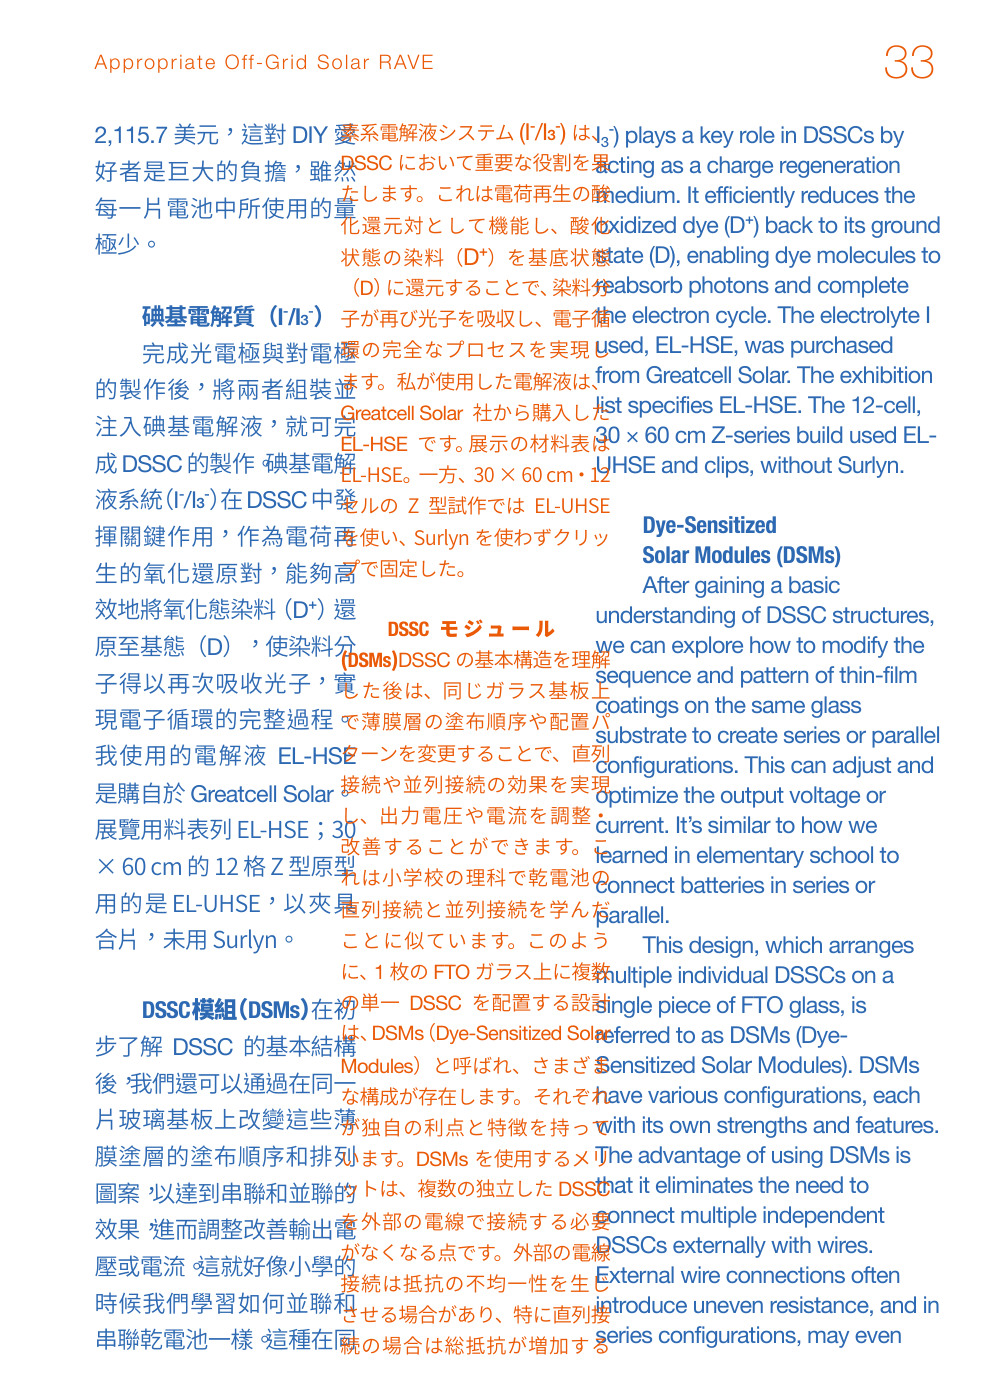 Appropriate Off-Grid Solar RAVE
33
2,115.7 美元，這對 DIY 愛
好者是巨大的負擔，雖然
每一片電池中所使用的量
極少。
碘基電解質（I⁻/I₃⁻）
完成光電極與對電極
的製作後，將兩者組裝並
注入碘基電解液，就可完
成 DSSC 的製作。碘基電解
液系統（I⁻/I₃⁻）在 DSSC 中發
揮關鍵作用，作為電荷再
生的氧化還原對，能夠高
效地將氧化態染料（D⁺）還
原至基態（D），使染料分
子得以再次吸收光子，實
現電子循環的完整過程。
我使用的電解液 EL-HSE
是購自於 Greatcell Solar。
展覽用料表列 EL-HSE；30
× 60 cm 的 12 格 Z 型原型
用的是 EL-UHSE，以夾具
合片，未用 Surlyn。
DSSC模組（DSMs）在初
步了解 DSSC 的基本結構
後，我們還可以通過在同一
片玻璃基板上改變這些薄
膜塗層的塗布順序和排列
圖案，以達到串聯和並聯的
效果，進而調整改善輸出電
壓或電流。這就好像小學的
時候我們學習如何並聯和
串聯乾電池一樣。這種在同
素系電解液システム (I⁻/I₃⁻) は、
DSSC において重要な役割を果
たします。これは電荷再生の酸
化還元対として機能し、酸化
状態の染料（D⁺）を基底状態
（D）に還元することで、染料分
子が再び光子を吸収し、電子循
環の完全なプロセスを実現し
ます。私が使用した電解液は、
Greatcell Solar 社から購入した
EL-HSE です。展示の材料表は
EL-HSE。一方、30 × 60 cm・12
セルの Z 型試作では EL-UHSE
を使い、Surlyn を使わずクリッ
プで固定した。
DSSC モジュール
(DSMs)DSSC の基本構造を理解
した後は、同じガラス基板上
で薄膜層の塗布順序や配置パ
ターンを変更することで、直列
接続や並列接続の効果を実現
し、出力電圧や電流を調整・
改善することができます。こ
れは小学校の理科で乾電池の
直列接続と並列接続を学んだ
ことに似ています。このよう
に、1 枚の FTO ガラス上に複数
の単一 DSSC を配置する設計
は、DSMs（Dye-Sensitized Solar
Modules）と呼ばれ、さまざま
な構成が存在します。それぞれ
が独自の利点と特徴を持って
います。DSMs を使用するメリ
ットは、複数の独立した DSSC
を外部の電線で接続する必要
がなくなる点です。外部の電線
接続は抵抗の不均一性を生じ
させる場合があり、特に直列接
続の場合は総抵抗が増加する
I₃⁻) plays a key role in DSSCs by
acting as a charge regeneration
medium. It efficiently reduces the
oxidized dye (D⁺) back to its ground
state (D), enabling dye molecules to
reabsorb photons and complete
the electron cycle. The electrolyte I
used, EL-HSE, was purchased
from Greatcell Solar. The exhibition
list specifies EL-HSE. The 12-cell,
30 × 60 cm Z-series build used EL-
UHSE and clips, without Surlyn.
Dye-Sensitized
Solar Modules (DSMs)
After gaining a basic
understanding of DSSC structures,
we can explore how to modify the
sequence and pattern of thin-film
coatings on the same glass
substrate to create series or parallel
configurations. This can adjust and
optimize the output voltage or
current. It’s similar to how we
learned in elementary school to
connect batteries in series or
parallel.
This design, which arranges
multiple individual DSSCs on a
single piece of FTO glass, is
referred to as DSMs (Dye-
Sensitized Solar Modules). DSMs
have various configurations, each
with its own strengths and features.
The advantage of using DSMs is
that it eliminates the need to
connect multiple independent
DSSCs externally with wires.
External wire connections often
introduce uneven resistance, and in
series configurations, may even